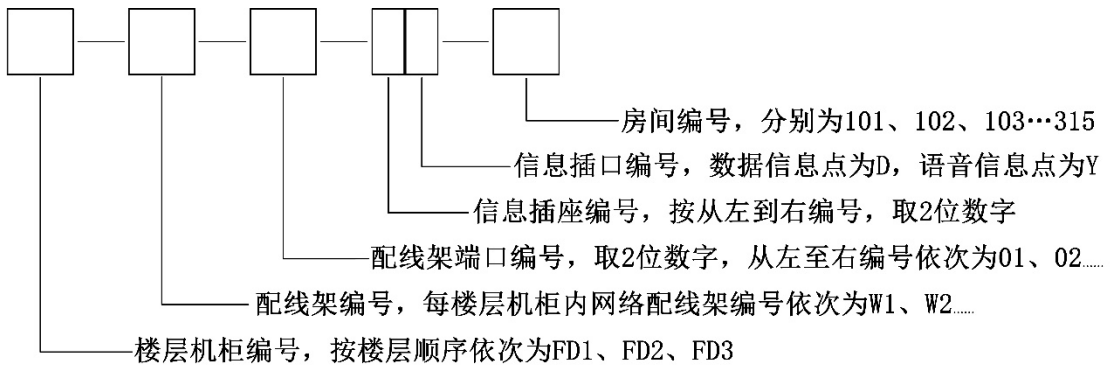 房间编号，分别为101、102、103…315
信息插口编号，数据信息点为D，语音信息点为Y
信息插座编号，按从左到右编号，取2位数字
配线架端口编号，取2位数字，从左至右编号依次为01、02……
配线架编号，每楼层机柜内网络配线架编号依次为W1、W2……
楼层机柜编号，按楼层顺序依次为FD1、FD2、FD3